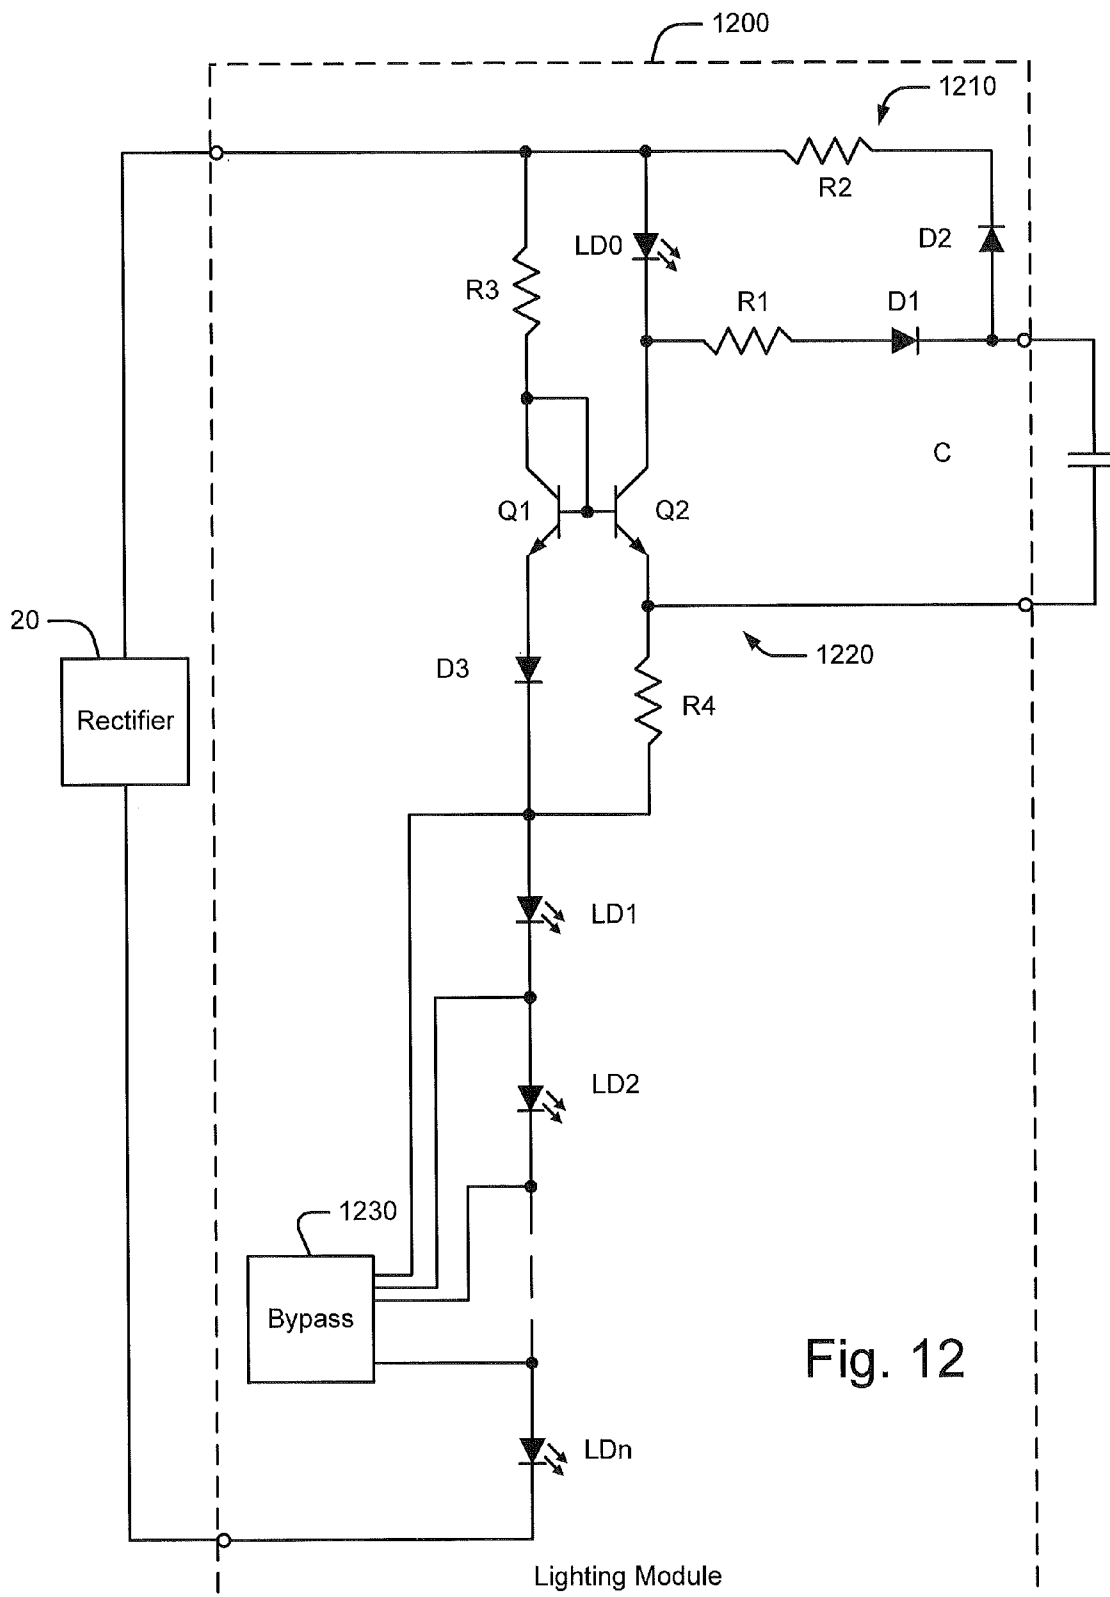 1200
1210
R2
LD0
D2
R3
R1
D1
C
Q1
Q2
20
1220
D3
R4
Rectifier
LD1
LD2
1230
Bypass
Fig. 12
LDn
Lighting Module